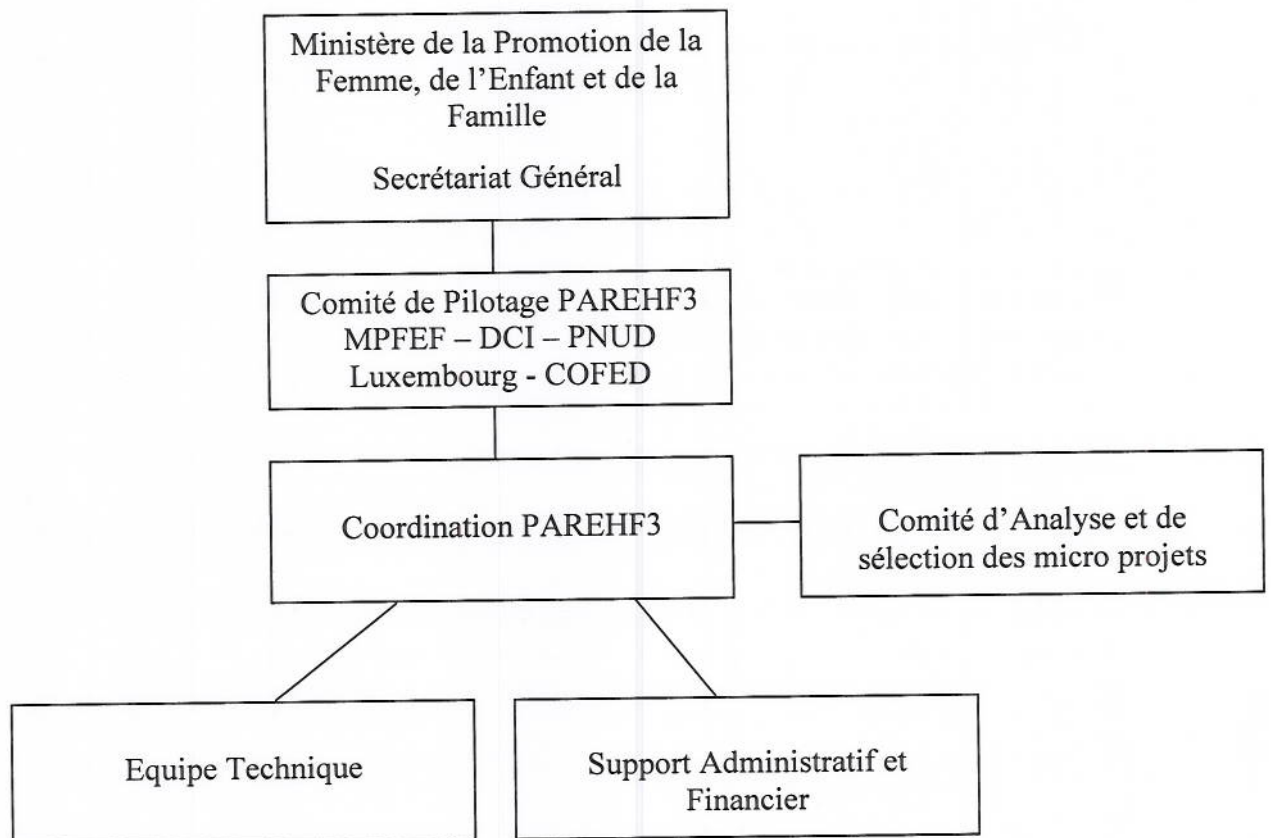 Ministère de la Promotion de la
Femme, de l'Enfant et de la
Famille
Secrétariat Général
Comité de Pilotage PAREHF3
MPFEF – DCI – PNUD
Luxembourg - COFED
Coordination PAREHF3
Comité d'Analyse et de
sélection des micro projets
Equipe Technique
Support Administratif et
Financier